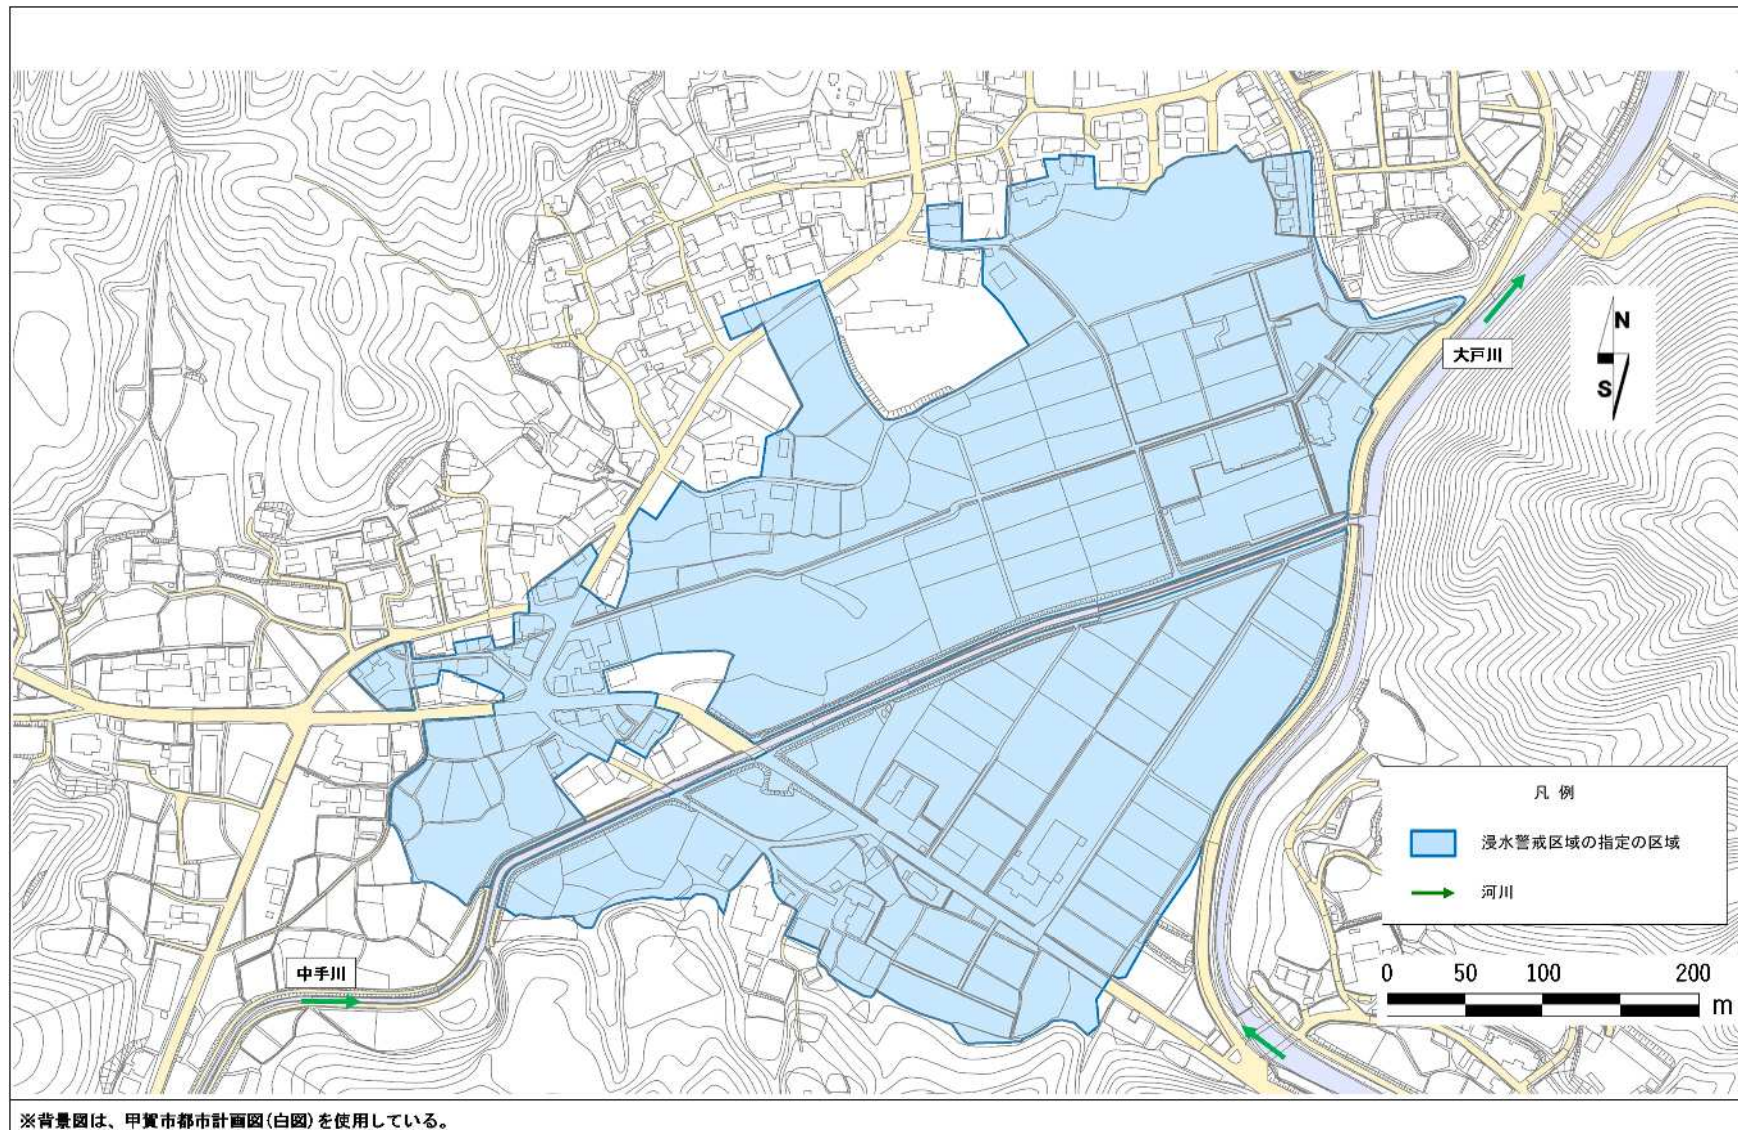 N
S
大戸川
凡 例
浸水警戒区域の指定の区域
河川
中手川
0 50 100 200
m
※背景図は、甲賀市都市計画図(白図)を使用している。